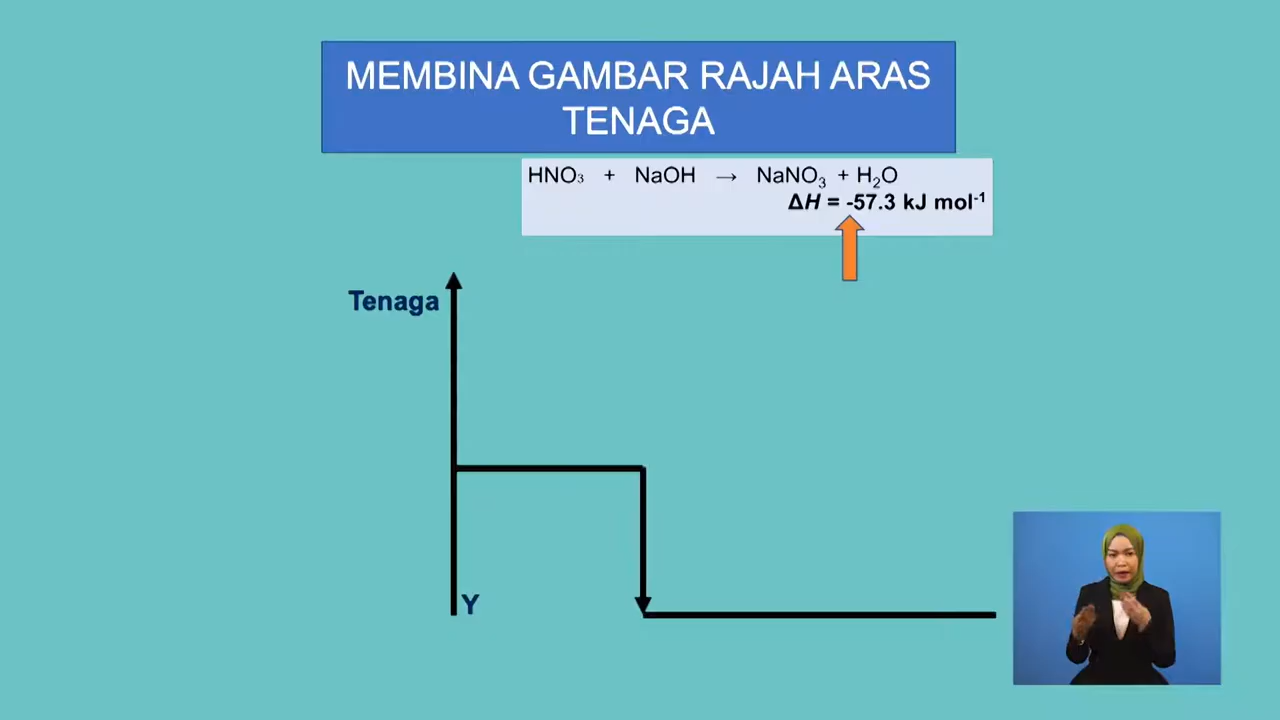 MEMBINA GAMBAR RAJAH ARAS
TENAGA
HNO₃ + NaOH → NaNO₃ + H₂O
ΔH = -57.3 kJ mol⁻¹
Tenaga
Y